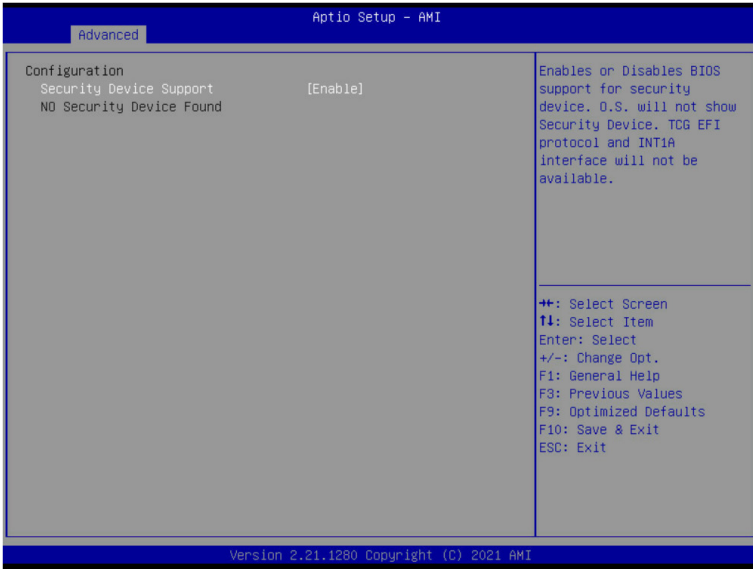 Aptio Setup – AMI
Advanced
Configuration
Security Device Support [Enable]
NO Security Device Found
Enables or Disables BIOS
support for security
device. O.S. will not show
Security Device. TCG EFI
protocol and INT1A
interface will not be
available.
→←: Select Screen
↑↓: Select Item
Enter: Select
+/-: Change Opt.
F1: General Help
F3: Previous Values
F9: Optimized Defaults
F10: Save & Exit
ESC: Exit
Version 2.21.1280 Copyright (C) 2021 AMI